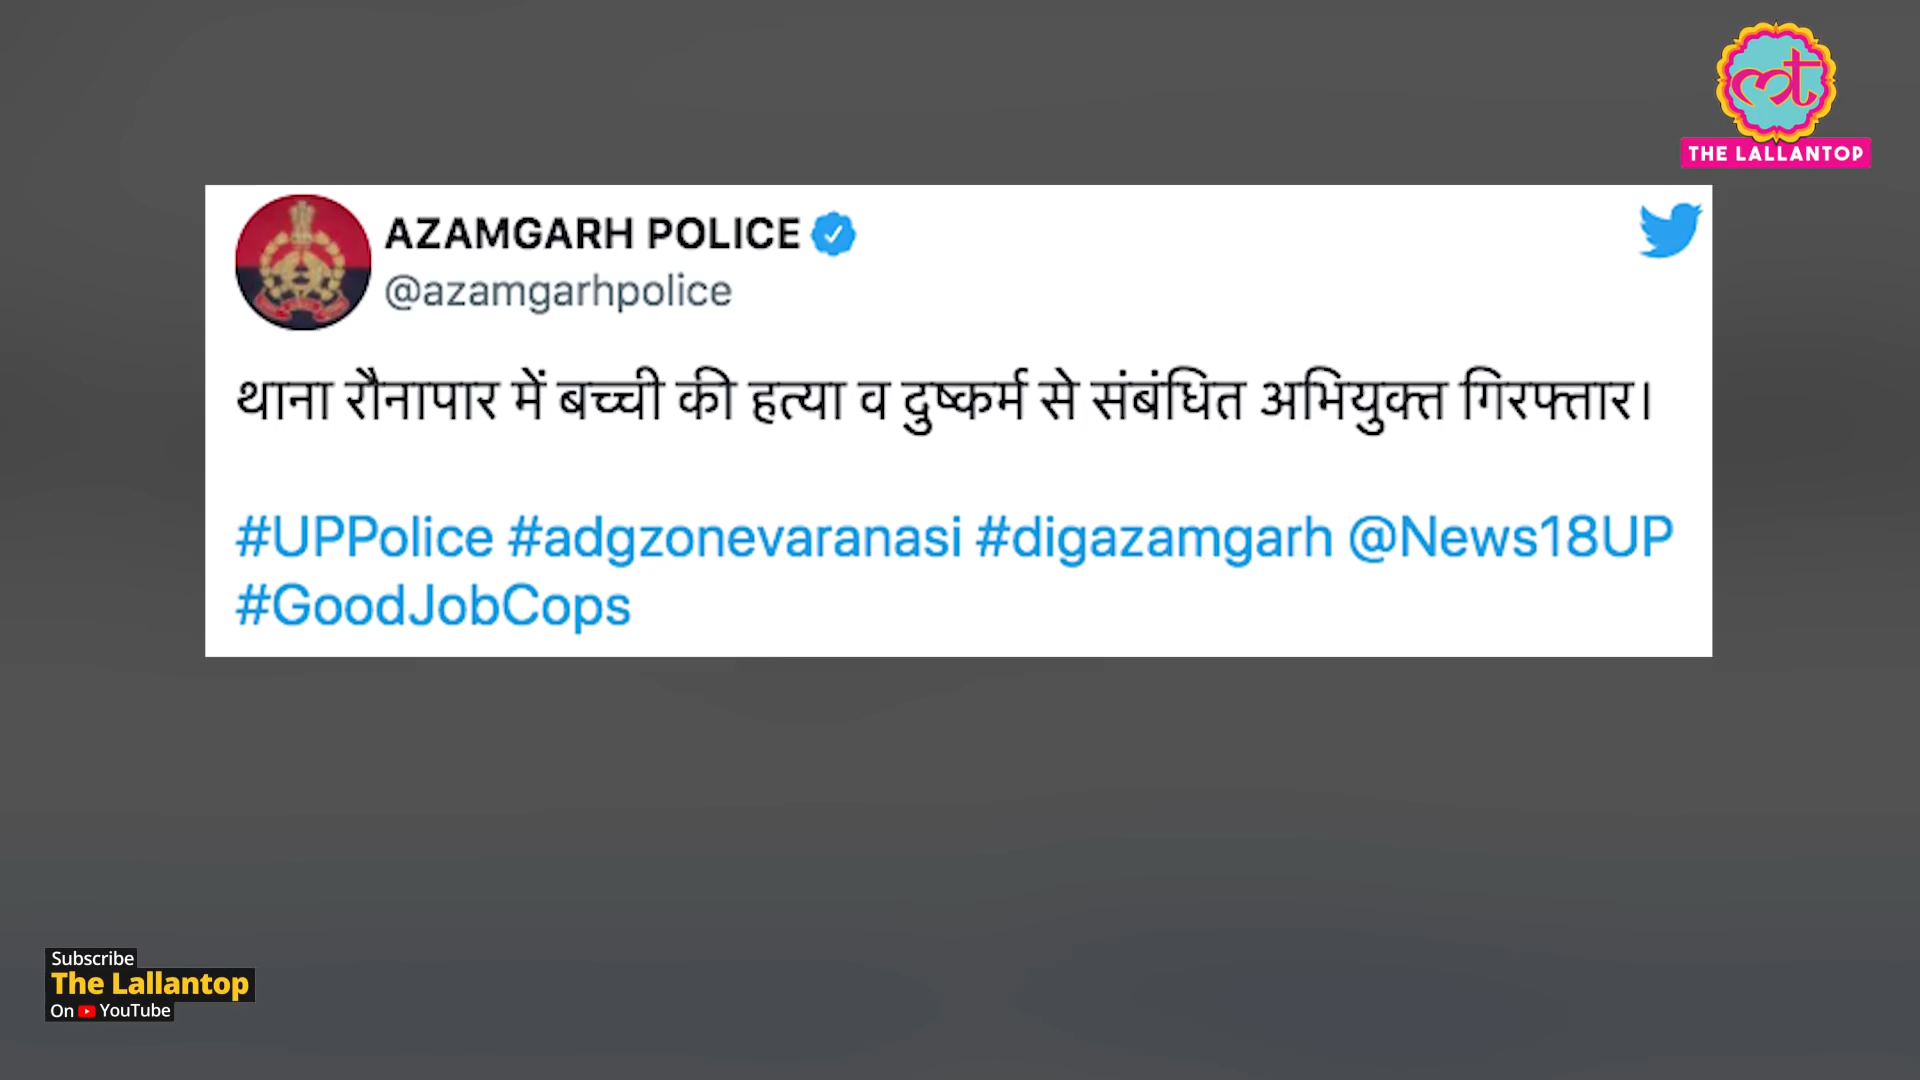 THE LALLANTOP
AZAMGARH POLICE
@azamgarhpolice
थाना रौनापार में बच्ची की हत्या व दुष्कर्म से संबंधित अभियुक्त गिरफ्तार।
#UPPolice #adgzonevaranasi #digazamgarh @News18UP
#GoodJobCops
Subscribe
The Lallantop
On YouTube